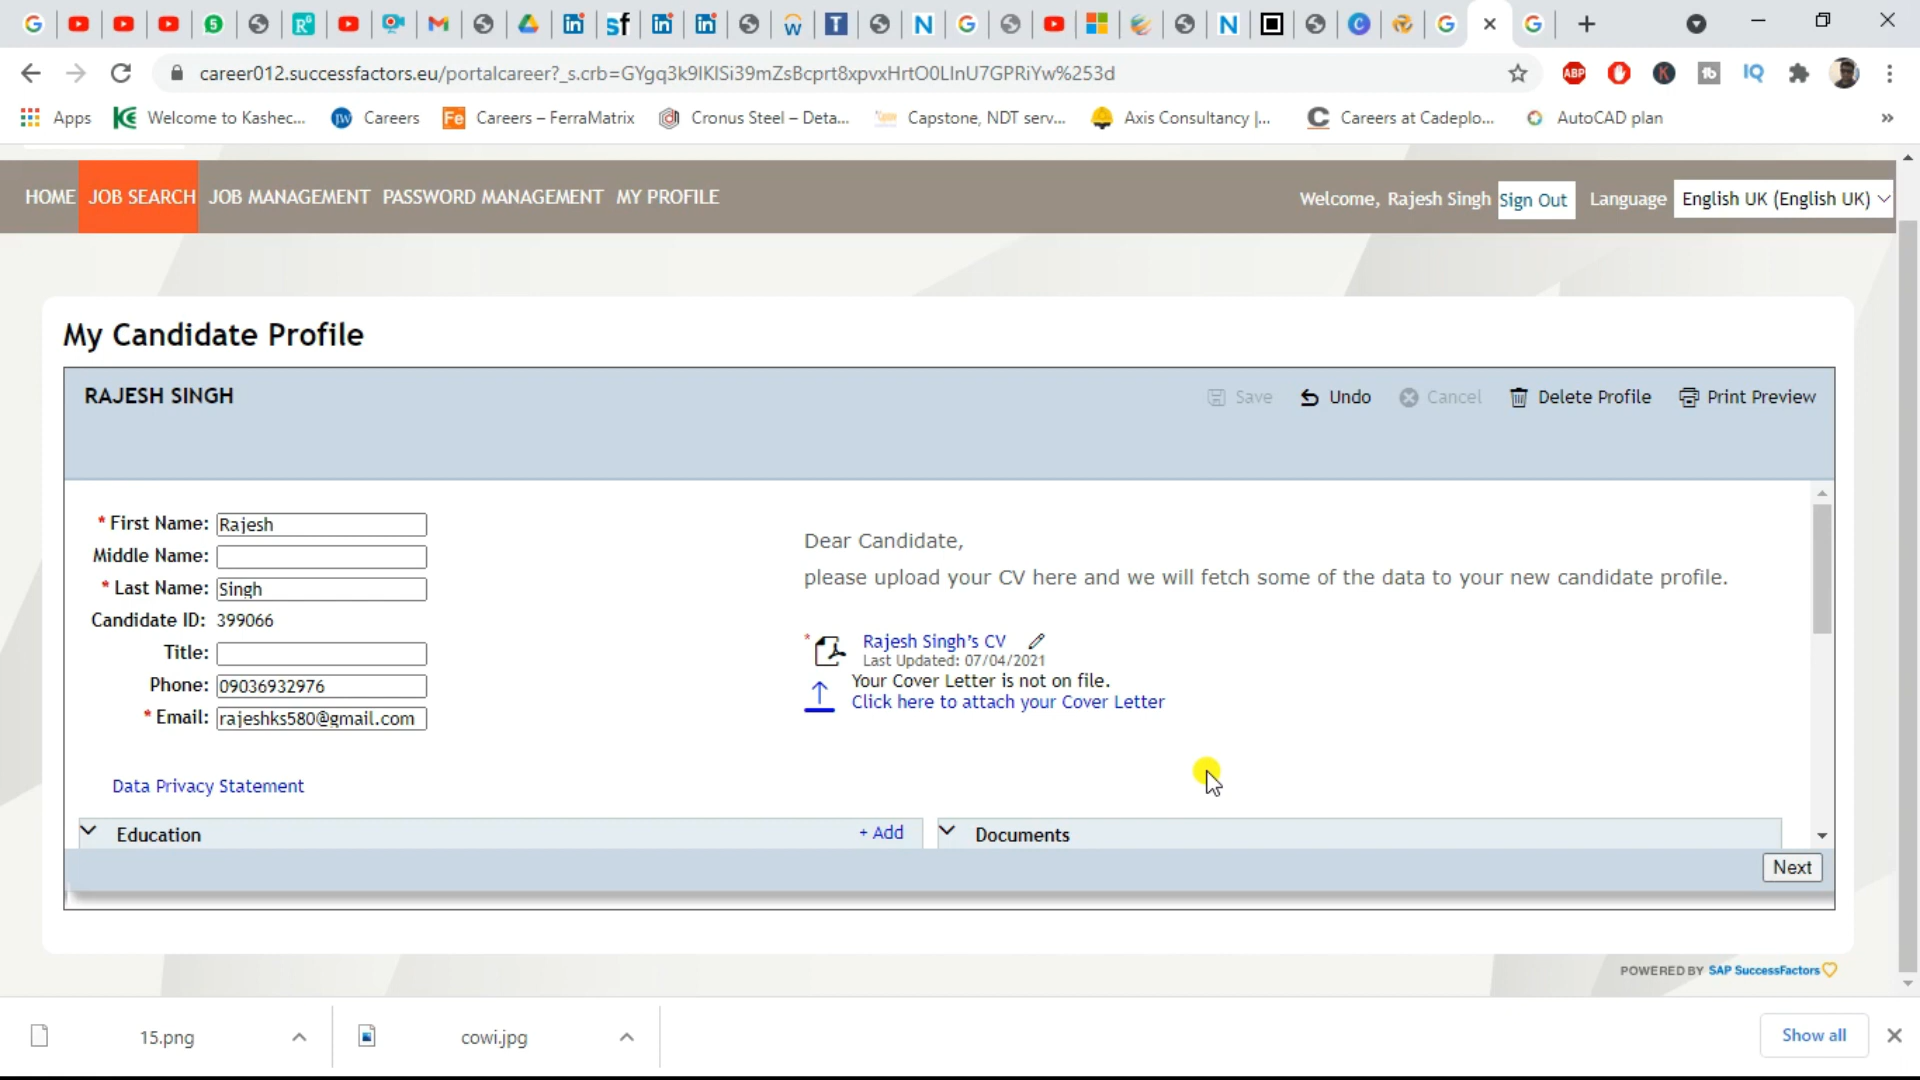 career012.successfactors.eu/portalcareer?_s.crb=GYgq3k9lKISi39mZsBcprt8xpvxHrtO0LInU7GPRiYw%253d
Apps
Welcome to Kashec...
Careers
Careers – FerraMatrix
Cronus Steel – Deta...
Capstone, NDT serv...
Axis Consultancy |...
Careers at Cadeplo...
AutoCAD plan
»
HOME JOB SEARCH JOB MANAGEMENT PASSWORD MANAGEMENT MY PROFILE
Welcome, Rajesh Singh Sign Out Language English UK (English UK)
My Candidate Profile
RAJESH SINGH
Save Undo Cancel Delete Profile Print Preview
* First Name: Rajesh
Middle Name:
* Last Name: Singh
Candidate ID: 399066
Title:
Phone: 09036932976
* Email: rajeshks580@gmail.com
Data Privacy Statement
Dear Candidate,
please upload your CV here and we will fetch some of the data to your new candidate profile.
* Rajesh Singh’s CV
Last Updated: 07/04/2021
Your Cover Letter is not on file.
Click here to attach your Cover Letter
Education + Add
Documents
Next
POWERED BY SAP SuccessFactors
15.png
cowi.jpg
Show all